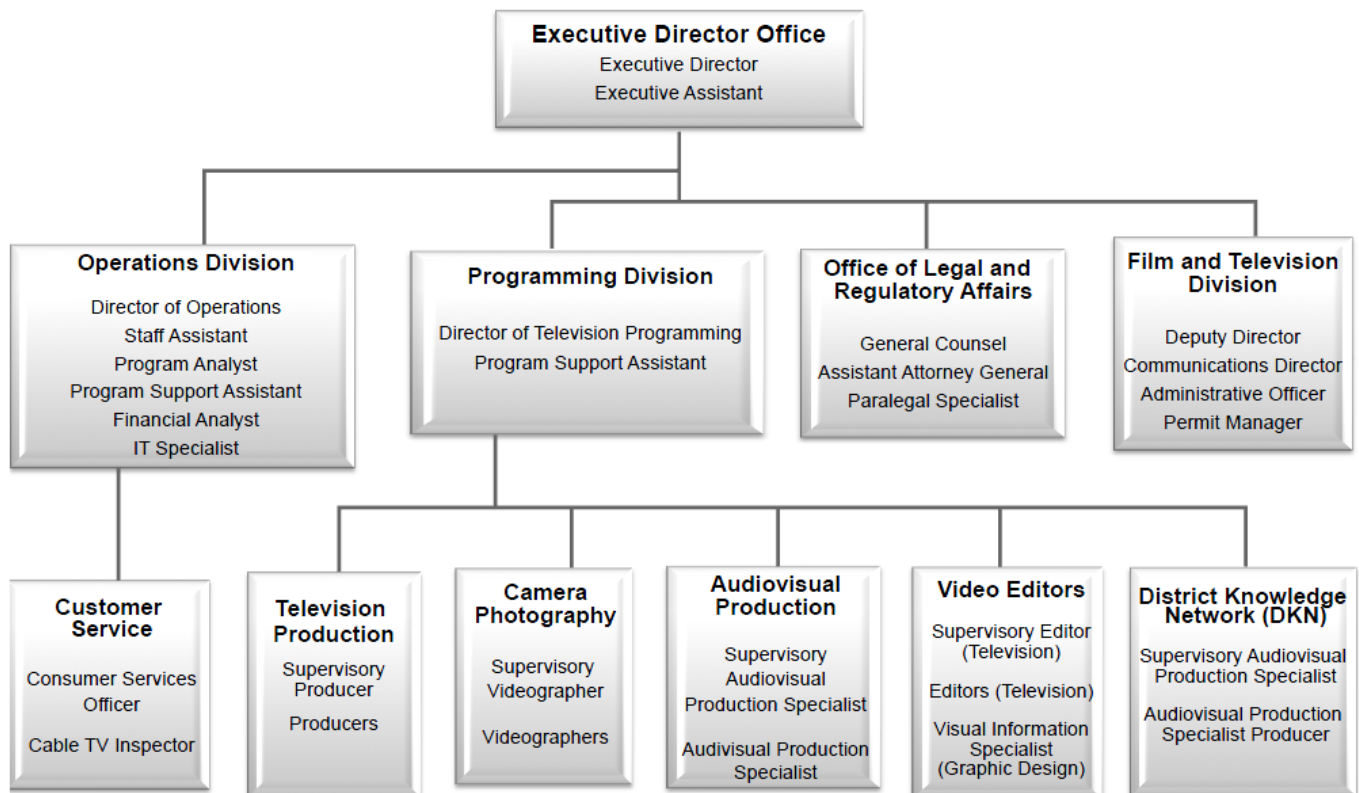 Executive Director Office
Executive Director
Executive Assistant
Operations Division
Director of Operations
Staff Assistant
Program Analyst
Program Support Assistant
Financial Analyst
IT Specialist
Programming Division
Director of Television Programming
Program Support Assistant
Office of Legal and
Regulatory Affairs
General Counsel
Assistant Attorney General
Paralegal Specialist
Film and Television
Division
Deputy Director
Communications Director
Administrative Officer
Permit Manager
Customer
Service
Consumer Services
Officer
Cable TV Inspector
Television
Production
Supervisory
Producer
Producers
Camera
Photography
Supervisory
Videographer
Videographers
Audiovisual
Production
Supervisory
Audiovisual
Production Specialist
Audivisual Production
Specialist
Video Editors
Supervisory Editor
(Television)
Editors (Television)
Visual Information
Specialist
(Graphic Design)
District Knowledge
Network (DKN)
Supervisory Audiovisual
Production Specialist
Audiovisual Production
Specialist Producer